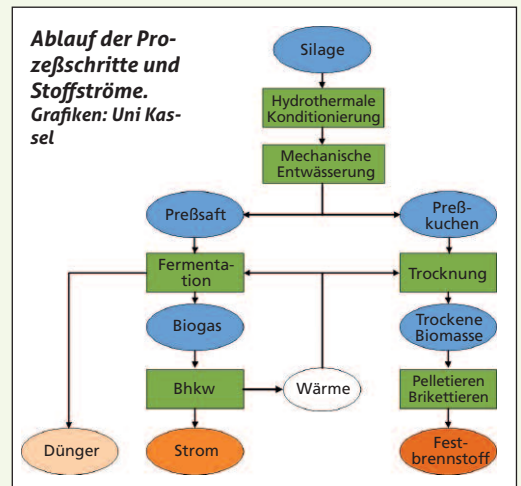 Ablauf der Pro-
zeßschritte und
Stoffströme.
Grafiken: Uni Kas-
sel
Silage
Hydrothermale
Konditionierung
Mechanische
Entwässerung
Preßsaft
Preß-
kuchen
Fermenta-
tion
Trocknung
Biogas
Trockene
Biomasse
Bhkw
Wärme
Pelletieren
Brikettieren
Dünger
Strom
Fest-
brennstoff